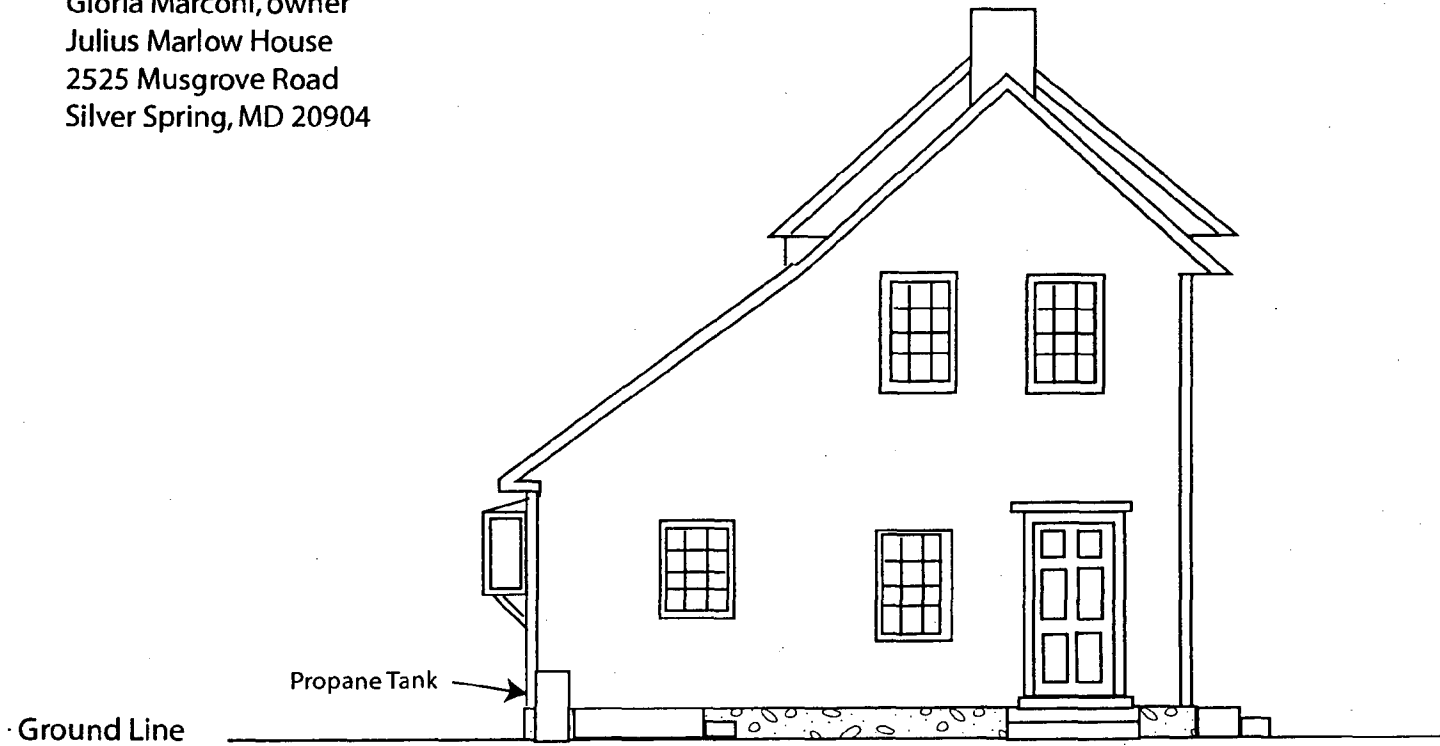 Gloria Marconi, owner
Julius Marlow House
2525 Musgrove Road
Silver Spring, MD 20904
Propane Tank
Ground Line